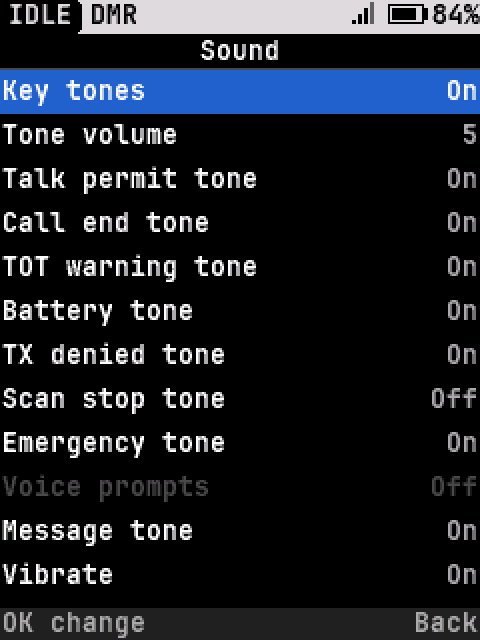 IDLE DMR 84%
Sound
Key tones On
Tone volume 5
Talk permit tone On
Call end tone On
TOT warning tone On
Battery tone On
TX denied tone On
Scan stop tone Off
Emergency tone On
Voice prompts Off
Message tone On
Vibrate On
OK change Back